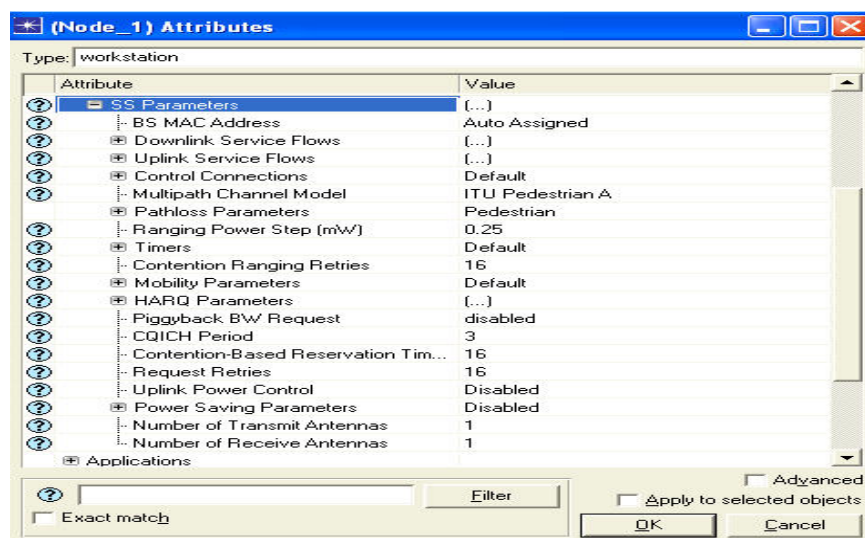 (Node_1) Attributes
Type: workstation
Attribute Value
SS Parameters (...)
BS MAC Address Auto Assigned
Downlink Service Flows (...)
Uplink Service Flows (...)
Control Connections Default
Multipath Channel Model ITU Pedestrian A
Pathloss Parameters Pedestrian
Ranging Power Step (mW) 0.25
Timers Default
Contention Ranging Retries 16
Mobility Parameters Default
HARQ Parameters (...)
Piggyback BW Request disabled
CQICH Period 3
Contention-Based Reservation Tim... 16
Request Retries 16
Uplink Power Control Disabled
Power Saving Parameters Disabled
Number of Transmit Antennas 1
Number of Receive Antennas 1
Applications
Advanced
Filter Apply to selected objects
Exact match
OK Cancel